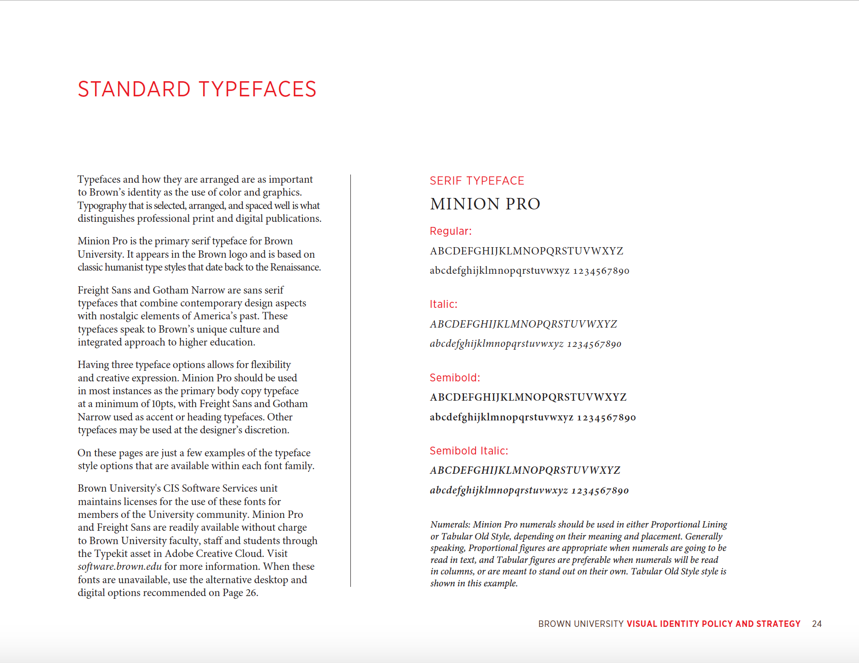 STANDARD TYPEFACES
Typefaces and how they are arranged are as important
to Brown's identity as the use of color and graphics.
Typography that is selected, arranged, and spaced well is what
distinguishes professional print and digital publications.
Minion Pro is the primary serif typeface for Brown
University. It appears in the Brown logo and is based on
classic humanist type styles that date back to the Renaissance.
Freight Sans and Gotham Narrow are sans serif
typefaces that combine contemporary design aspects
with nostalgic elements of America's past. These
typefaces speak to Brown's unique culture and
integrated approach to higher education.
Having three typeface options allows for flexibility
and creative expression. Minion Pro should be used
in most instances as the primary body copy typeface
at a minimum of 10pts, with Freight Sans and Gotham
Narrow used as accent or heading typefaces. Other
typefaces may be used at the designer's discretion.
On these pages are just a few examples of the typeface
style options that are available within each font family.
Brown University's CIS Software Services unit
maintains licenses for the use of these fonts for
members of the University community. Minion Pro
and Freight Sans are readily available without charge
to Brown University faculty, staff and students through
the Typekit asset in Adobe Creative Cloud. Visit
software.brown.edu for more information. When these
fonts are unavailable, use the alternative desktop and
digital options recommended on Page 26.
SERIF TYPEFACE
MINION PRO
Regular:
ABCDEFGHIJKLMNOPQRSTUVWXYZ
abcdefghijklmnopqrstuvwxyz 1234567890
Italic:
ABCDEFGHIJKLMNOPQRSTUVWXYZ
abcdefghijklmnopqrstuvwxyz 1234567890
Semibold:
ABCDEFGHIJKLMNOPQRSTUVWXYZ
abcdefghijklmnopqrstuvwxyz 1234567890
Semibold Italic:
ABCDEFGHIJKLMNOPQRSTUVWXYZ
abcdefghijklmnopqrstuvwxyz 1234567890
Numerals: Minion Pro numerals should be used in either Proportional Lining
or Tabular Old Style, depending on their meaning and placement. Generally
speaking, Proportional figures are appropriate when numerals are going to be
read in text, and Tabular figures are preferable when numerals will be read
in columns, or are meant to stand out on their own. Tabular Old Style style is
shown in this example.
BROWN UNIVERSITY VISUAL IDENTITY POLICY AND STRATEGY 24